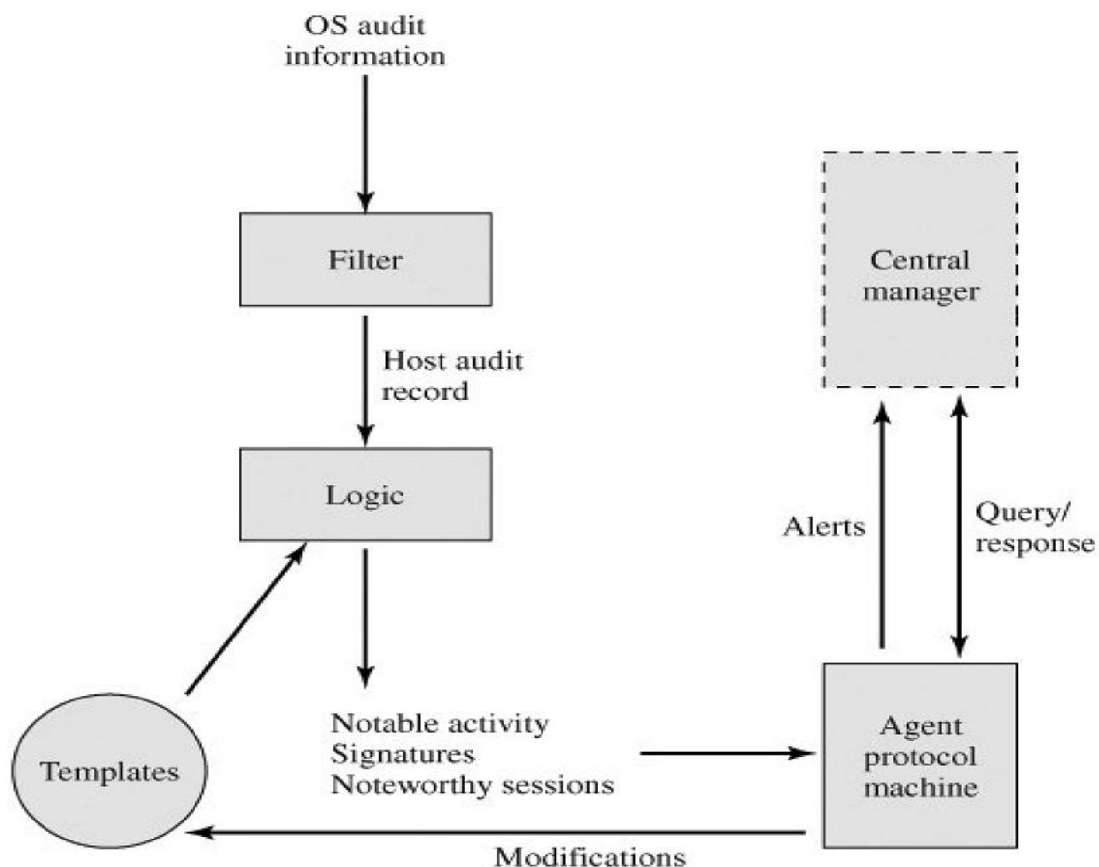 OS audit
information
Filter
Host audit
record
Logic
Central
manager
Alerts
Query/
response
Templates
Notable activity
Signatures
Noteworthy sessions
Agent
protocol
machine
Modifications